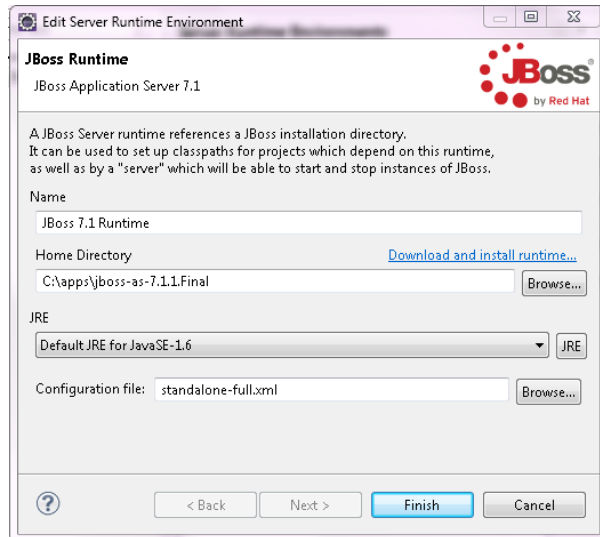 Edit Server Runtime Environment
JBoss Runtime
JBoss Application Server 7.1
JBoss
by Red Hat
A JBoss Server runtime references a JBoss installation directory.
It can be used to set up classpaths for projects which depend on this runtime,
as well as by a "server" which will be able to start and stop instances of JBoss.
Name
JBoss 7.1 Runtime
Home Directory
Download and install runtime...
C:\apps\jboss-as-7.1.1.Final
Browse...
JRE
Default JRE for JavaSE-1.6
JRE
Configuration file:
standalone-full.xml
Browse...
?
< Back
Next >
Finish
Cancel